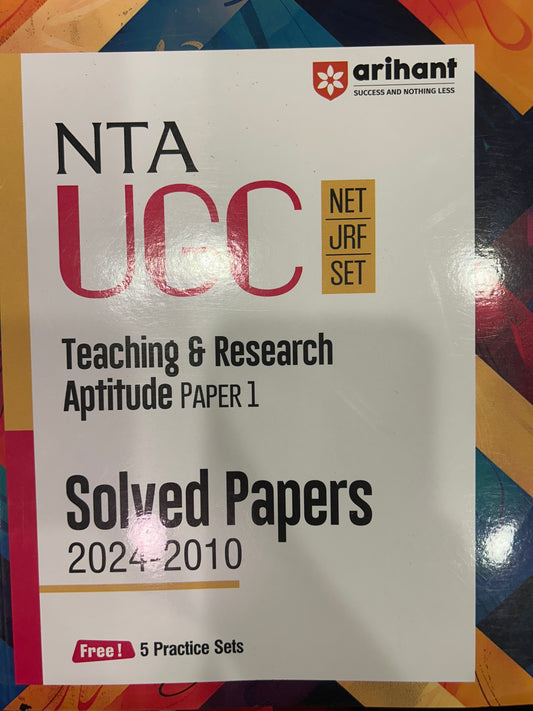 arihant
SUCCESS AND NOTHING LESS
NTA
UGC
NET
JRF
SET
Teaching & Research
Aptitude PAPER 1
Solved Papers
2024-2010
Free! 5 Practice Sets